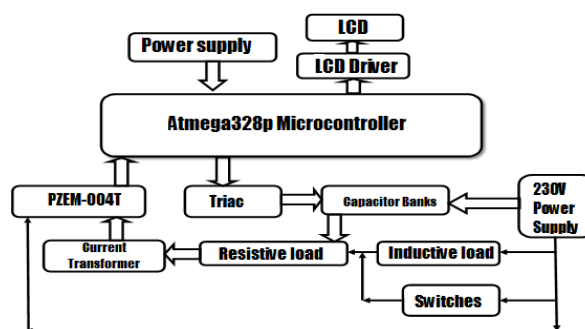 LCD
Power supply
LCD Driver
Atmega328p Microcontroller
PZEM-004T
Triac
Capacitor Banks
230V
Power
Supply
Current
Transformer
Resistive load
Inductive load
Switches